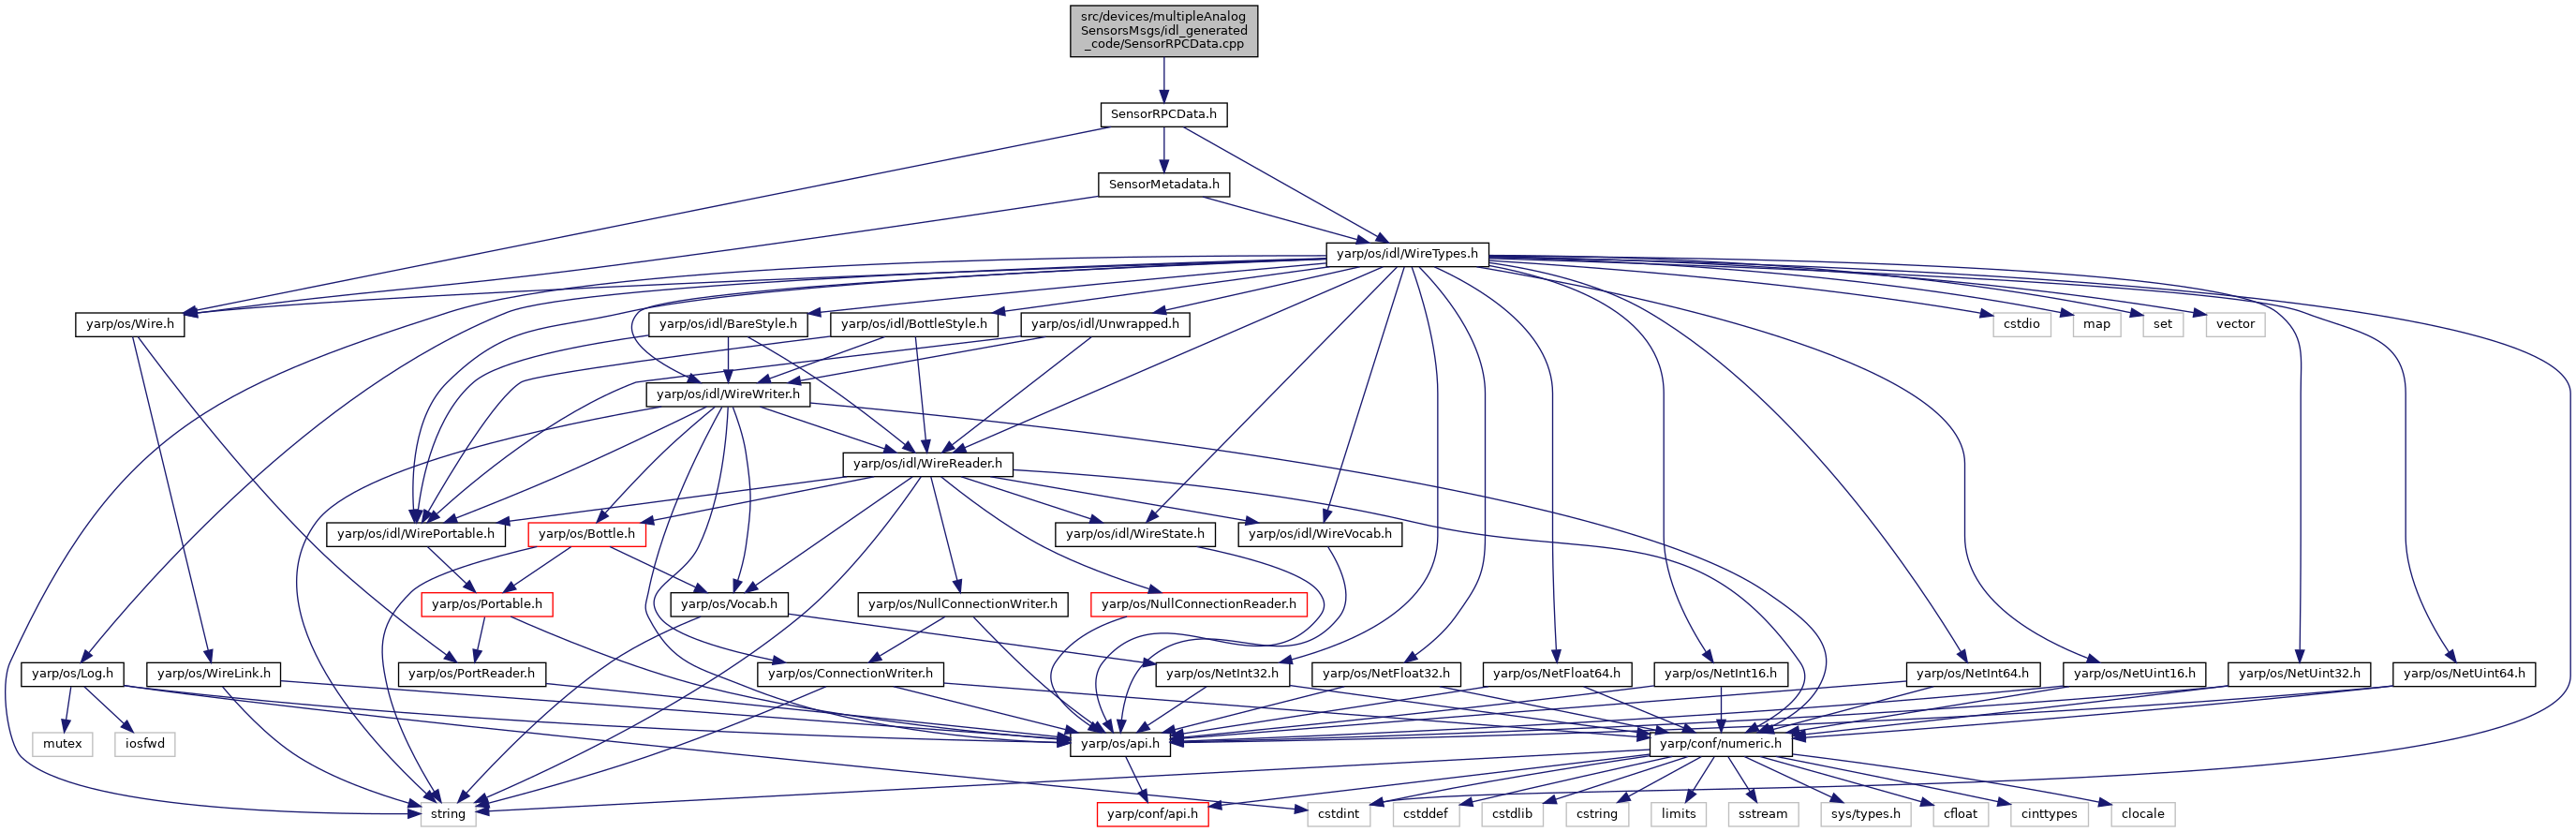 src/devices/multipleAnalog
SensorsMsgs/idl_generated
_code/SensorRPCData.cpp
SensorRPCData.h
SensorMetadata.h
yarp/os/idl/WireTypes.h
yarp/os/Wire.h
yarp/os/idl/BareStyle.h
yarp/os/idl/BottleStyle.h
yarp/os/idl/Unwrapped.h
cstdio
map
set
vector
yarp/os/idl/WireWriter.h
yarp/os/idl/WireReader.h
yarp/os/idl/WirePortable.h
yarp/os/Bottle.h
yarp/os/idl/WireState.h
yarp/os/idl/WireVocab.h
yarp/os/Portable.h
yarp/os/Vocab.h
yarp/os/NullConnectionWriter.h
yarp/os/NullConnectionReader.h
yarp/os/Log.h
yarp/os/WireLink.h
yarp/os/PortReader.h
yarp/os/ConnectionWriter.h
yarp/os/NetInt32.h
yarp/os/NetFloat32.h
yarp/os/NetFloat64.h
yarp/os/NetInt16.h
yarp/os/NetInt64.h
yarp/os/NetUint16.h
yarp/os/NetUint32.h
yarp/os/NetUint64.h
mutex
iosfwd
yarp/os/api.h
yarp/conf/numeric.h
string
yarp/conf/api.h
cstdint
cstddef
cstdlib
cstring
limits
sstream
sys/types.h
cfloat
cinttypes
clocale